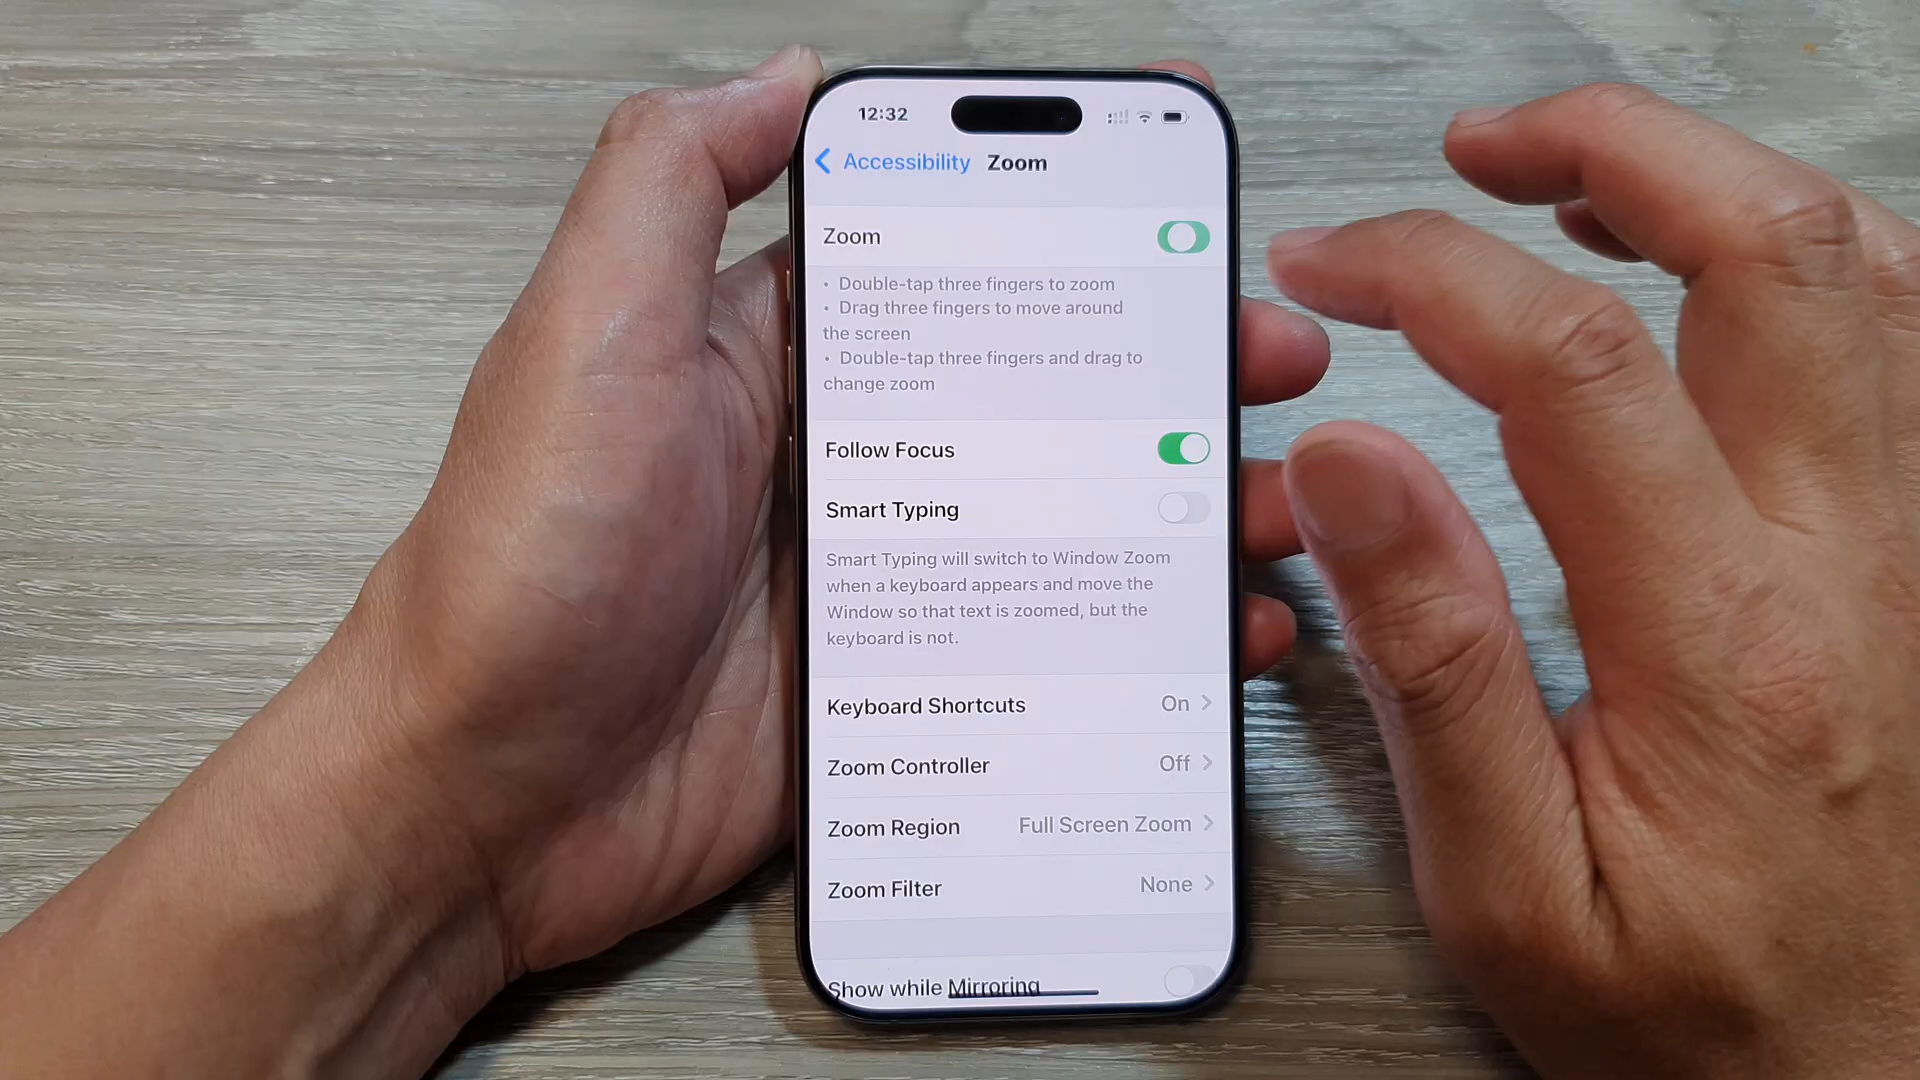 12:32
Accessibility Zoom
Zoom
• Double-tap three fingers to zoom
• Drag three fingers to move around
the screen
• Double-tap three fingers and drag to
change zoom
Follow Focus
Smart Typing
Smart Typing will switch to Window Zoom
when a keyboard appears and move the
Window so that text is zoomed, but the
keyboard is not.
Keyboard Shortcuts On
Zoom Controller Off
Zoom Region Full Screen Zoom
Zoom Filter None
Show while Mirroring